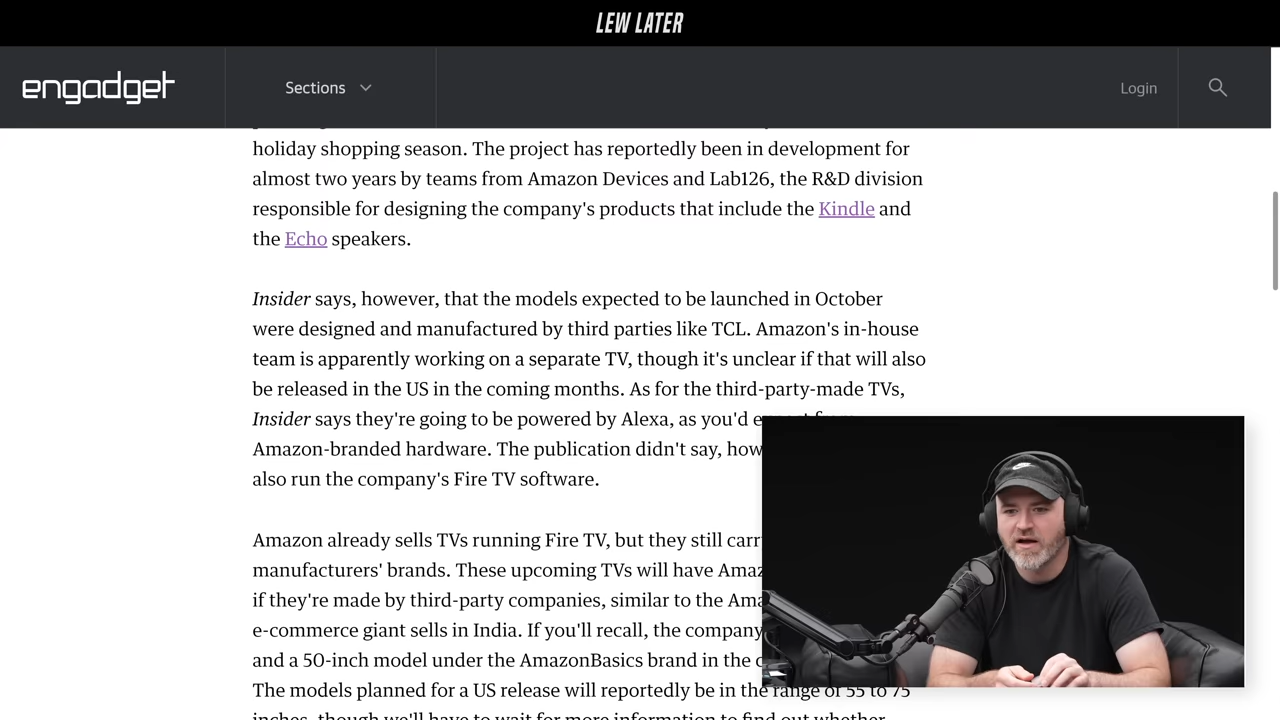 LEW LATER
engadget
Sections
Login
holiday shopping season. The project has reportedly been in development for
almost two years by teams from Amazon Devices and Lab126, the R&D division
responsible for designing the company's products that include the Kindle and
the Echo speakers.
Insider says, however, that the models expected to be launched in October
were designed and manufactured by third parties like TCL. Amazon's in-house
team is apparently working on a separate TV, though it's unclear if that will also
be released in the US in the coming months. As for the third-party-made TVs,
Insider says they're going to be powered by Alexa, as you'd
Amazon-branded hardware. The publication didn't say, how
also run the company's Fire TV software.
Amazon already sells TVs running Fire TV, but they still carr
manufacturers' brands. These upcoming TVs will have Amaz
if they're made by third-party companies, similar to the Ama
e-commerce giant sells in India. If you'll recall, the company
and a 50-inch model under the AmazonBasics brand in the
The models planned for a US release will reportedly be in the range of 55 to 75
inches, though we'll have to wait for more information to find out whether